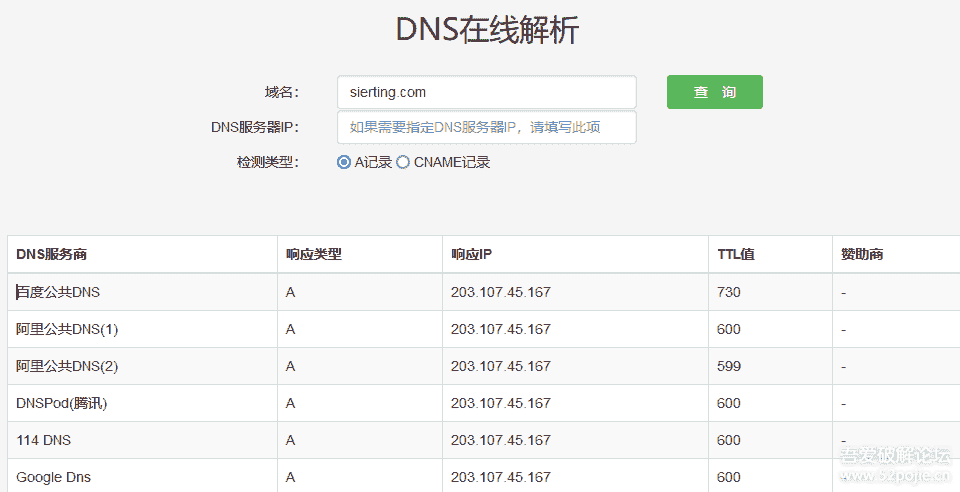 DNS在线解析
域名： sierting.com 查 询
DNS服务器IP： 如果需要指定DNS服务器IP，请填写此项
检测类型： A记录 CNAME记录
DNS服务商 响应类型 响应IP TTL值 赞助商
百度公共DNS A 203.107.45.167 730 -
阿里公共DNS(1) A 203.107.45.167 600 -
阿里公共DNS(2) A 203.107.45.167 599 -
DNSPod(腾讯) A 203.107.45.167 600 -
114 DNS A 203.107.45.167 600 -
Google Dns A 203.107.45.167 600 -
吾爱破解论坛
www.52pojie.cn